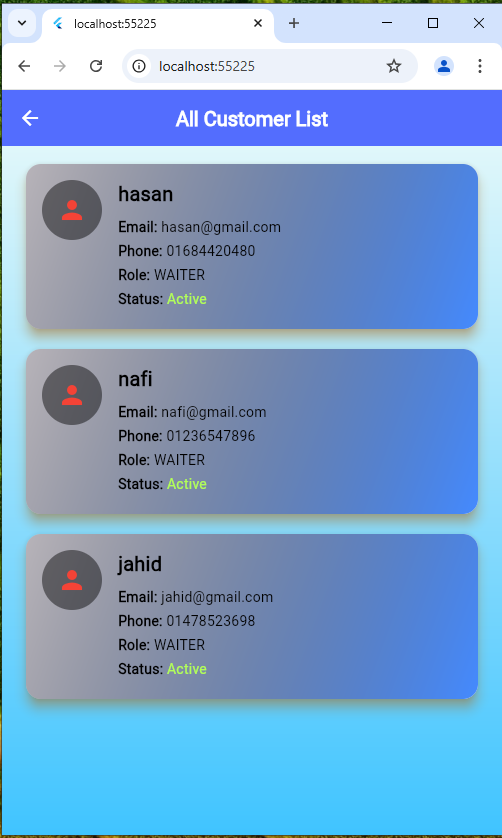 localhost:55225
localhost:55225
All Customer List
hasan
Email: hasan@gmail.com
Phone: 01684420480
Role: WAITER
Status: Active
nafi
Email: nafi@gmail.com
Phone: 01236547896
Role: WAITER
Status: Active
jahid
Email: jahid@gmail.com
Phone: 01478523698
Role: WAITER
Status: Active